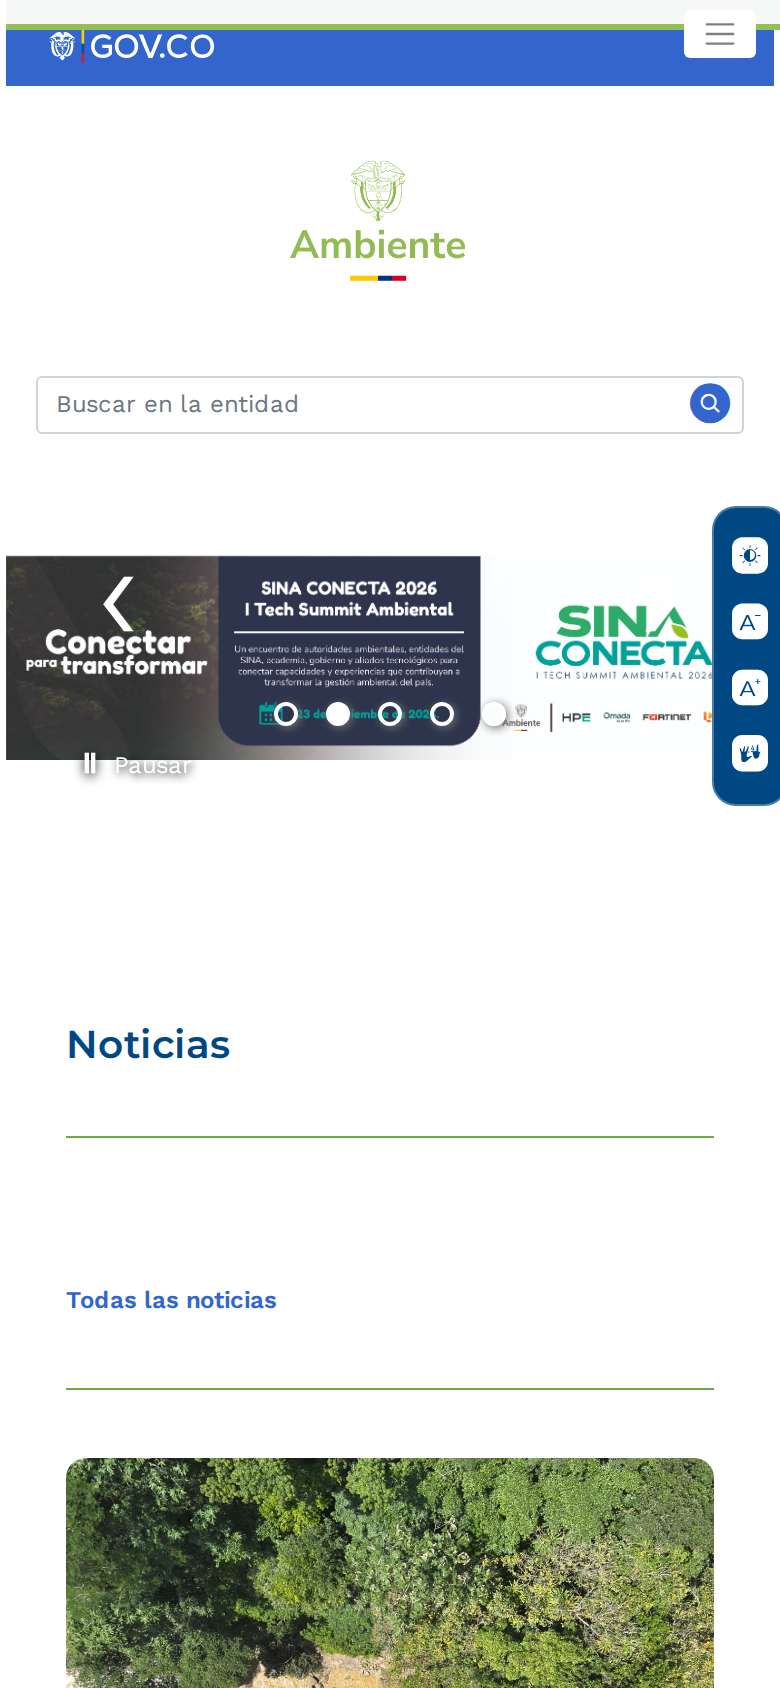 GOV.CO
Ambiente
Buscar en la entidad
Conectar
para transformar
SINA CONECTA 2026
I Tech Summit Ambiental
Un encuentro de autoridades ambientales, entidades del
SINA, academia, gobierno y aliados tecnológicos para
conectar capacidades y experiencias que contribuyan a
transformar la gestión ambiental del país.
SINA
CONECTA
I TECH SUMMIT AMBIENTAL 2026
Ambiente
HPE
Omada
FORTINET
Pausar
A-
A+
Noticias
Todas las noticias